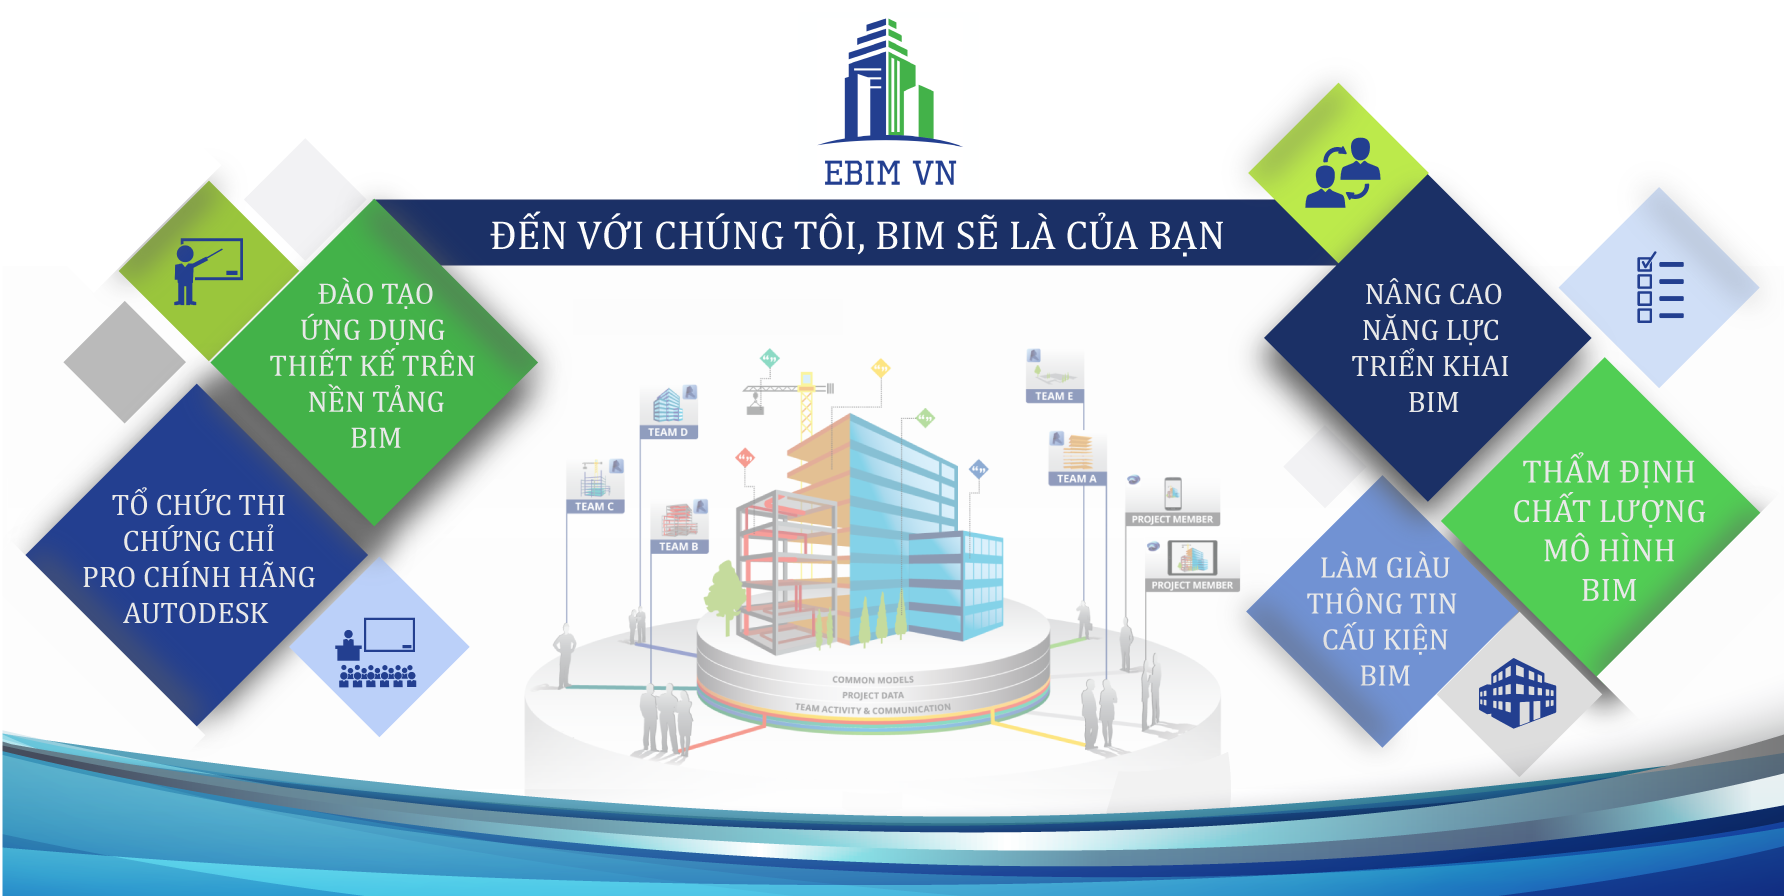 EBIM VN
ĐẾN VỚI CHÚNG TÔI, BIM SẼ LÀ CỦA BẠN
ĐÀO TẠO
ỨNG DỤNG
THIẾT KẾ TRÊN
NỀN TẢNG
BIM
TỔ CHỨC THI
CHỨNG CHỈ
PRO CHÍNH HÃNG
AUTODESK
TEAM D
TEAM C
TEAM B
TEAM E
TEAM A
PROJECT MEMBER
PROJECT MEMBER
COMMON MODELS
PROJECT DATA
TEAM ACTIVITY & COMMUNICATION
NÂNG CAO
NĂNG LỰC
TRIỂN KHAI
BIM
THẨM ĐỊNH
CHẤT LƯỢNG
MÔ HÌNH
BIM
LÀM GIÀU
THÔNG TIN
CẤU KIỆN
BIM